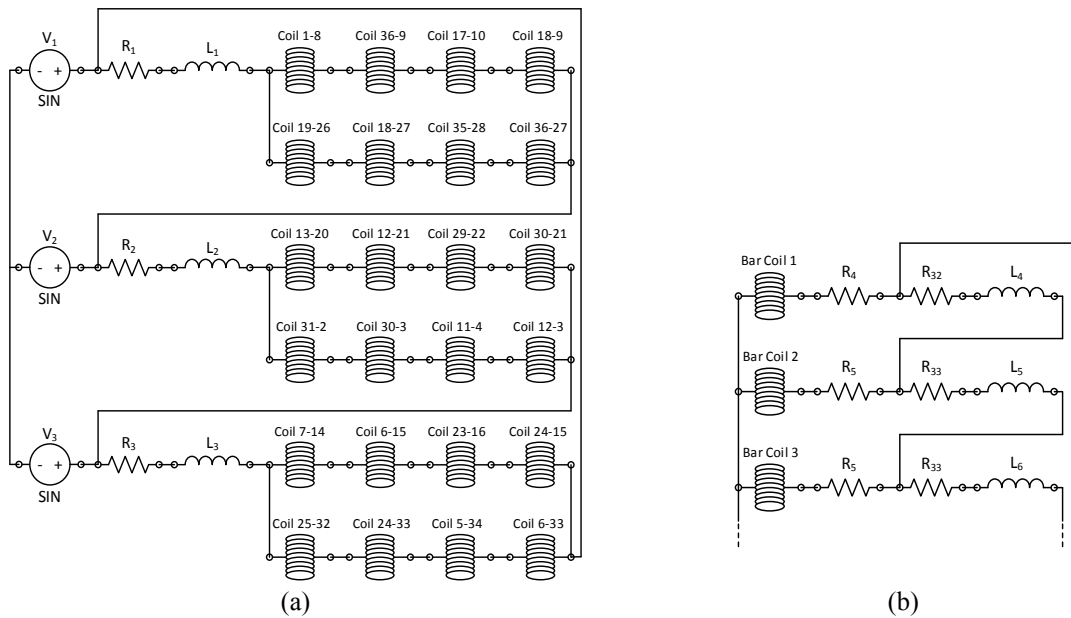 V1
- +
SIN
R1
L1
Coil 1-8
Coil 36-9
Coil 17-10
Coil 18-9
Coil 19-26
Coil 18-27
Coil 35-28
Coil 36-27
V2
- +
SIN
R2
L2
Coil 13-20
Coil 12-21
Coil 29-22
Coil 30-21
Coil 31-2
Coil 30-3
Coil 11-4
Coil 12-3
V3
- +
SIN
R3
L3
Coil 7-14
Coil 6-15
Coil 23-16
Coil 24-15
Coil 25-32
Coil 24-33
Coil 5-34
Coil 6-33
(a)
Bar Coil 1
R4
R32
L4
Bar Coil 2
R5
R33
L5
Bar Coil 3
R5
R33
L6
(b)